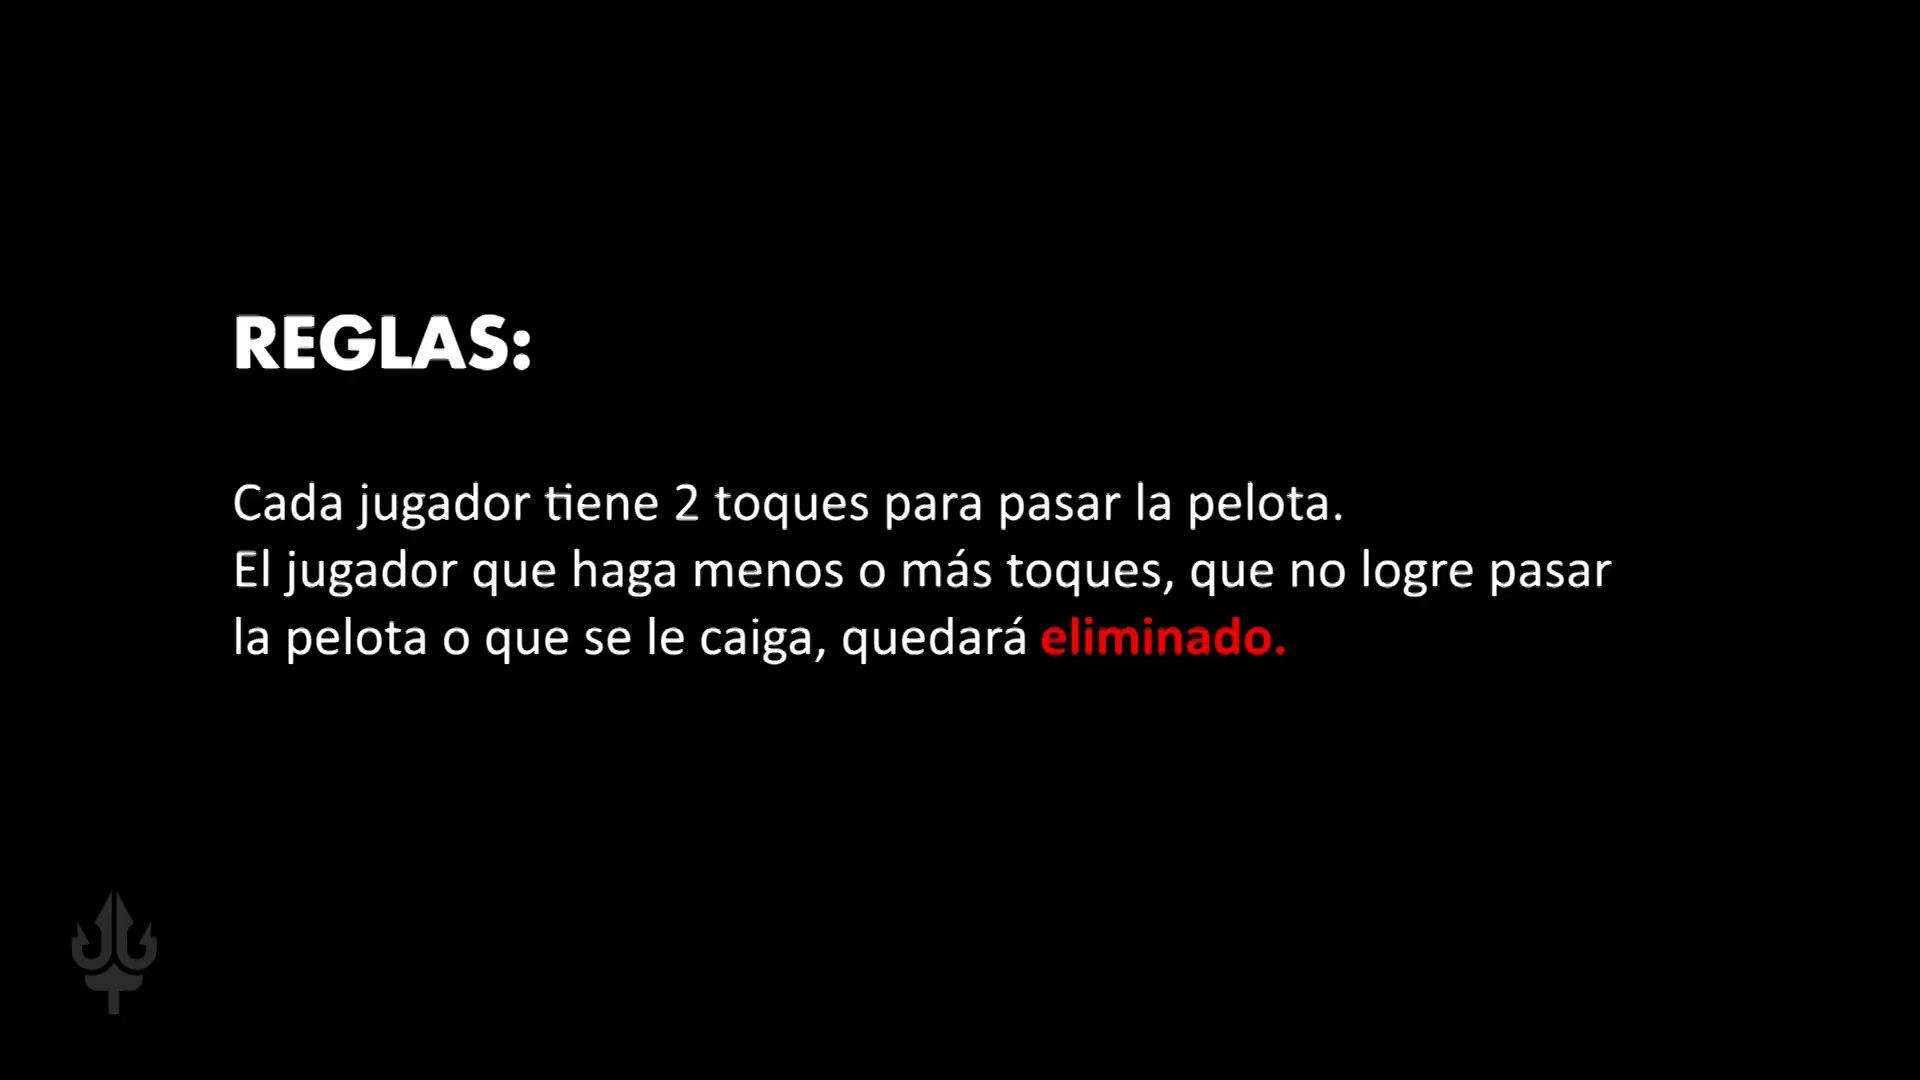 REGLAS:
Cada jugador tiene 2 toques para pasar la pelota.
El jugador que haga menos o más toques, que no logre pasar
la pelota o que se le caiga, quedará eliminado.